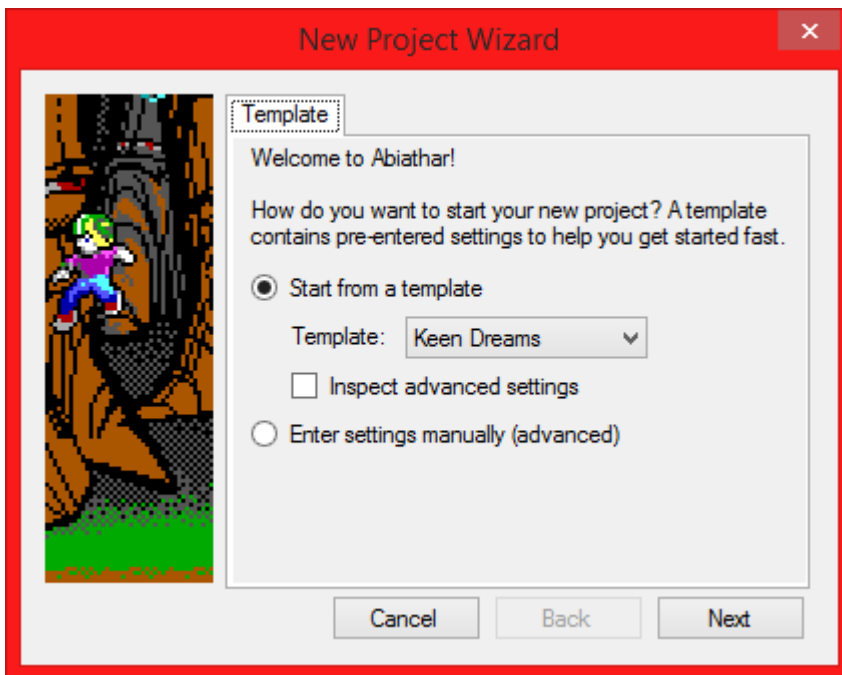 New Project Wizard
Template
Welcome to Abiathar!
How do you want to start your new project? A template
contains pre-entered settings to help you get started fast.
Start from a template
Template: Keen Dreams
Inspect advanced settings
Enter settings manually (advanced)
Cancel Back Next